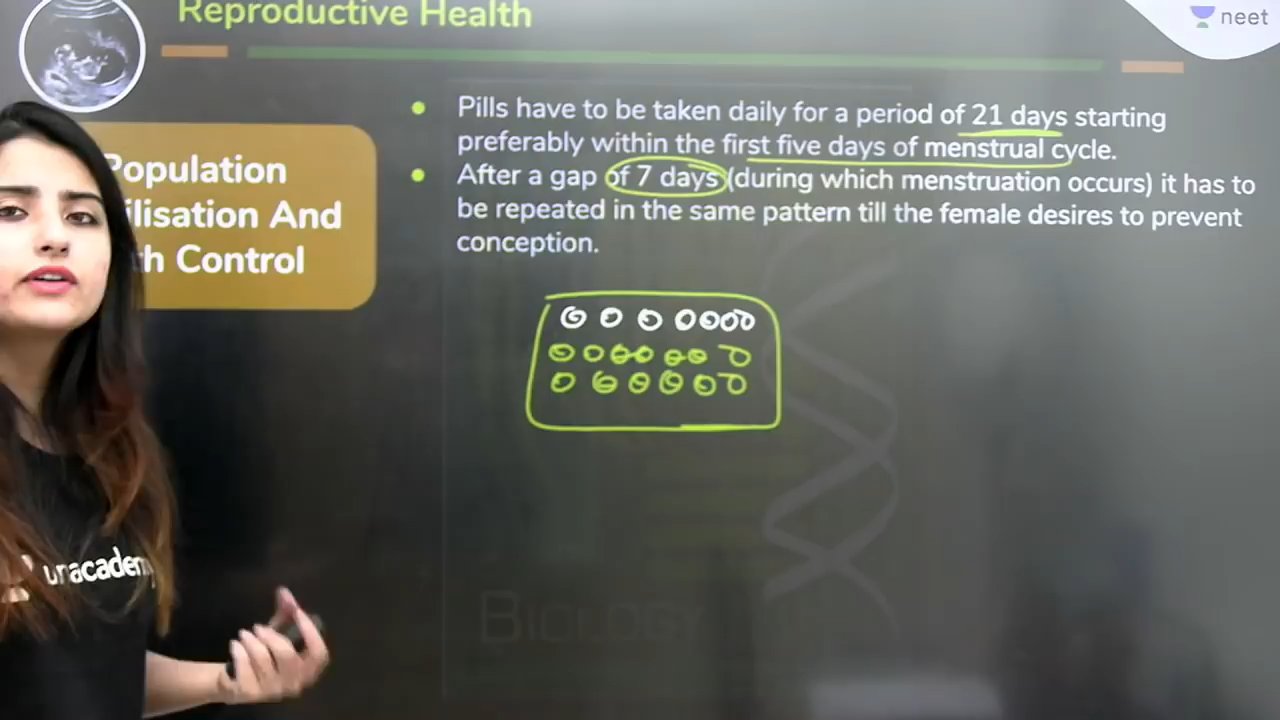 Reproductive Health
neet
Pills have to be taken daily for a period of 21 days starting
preferably within the first five days of menstrual cycle.
After a gap of 7 days (during which menstruation occurs) it has to
be repeated in the same pattern till the female desires to prevent
conception.
Population
ilisation And
th Control
unacadem
BIOLOGY